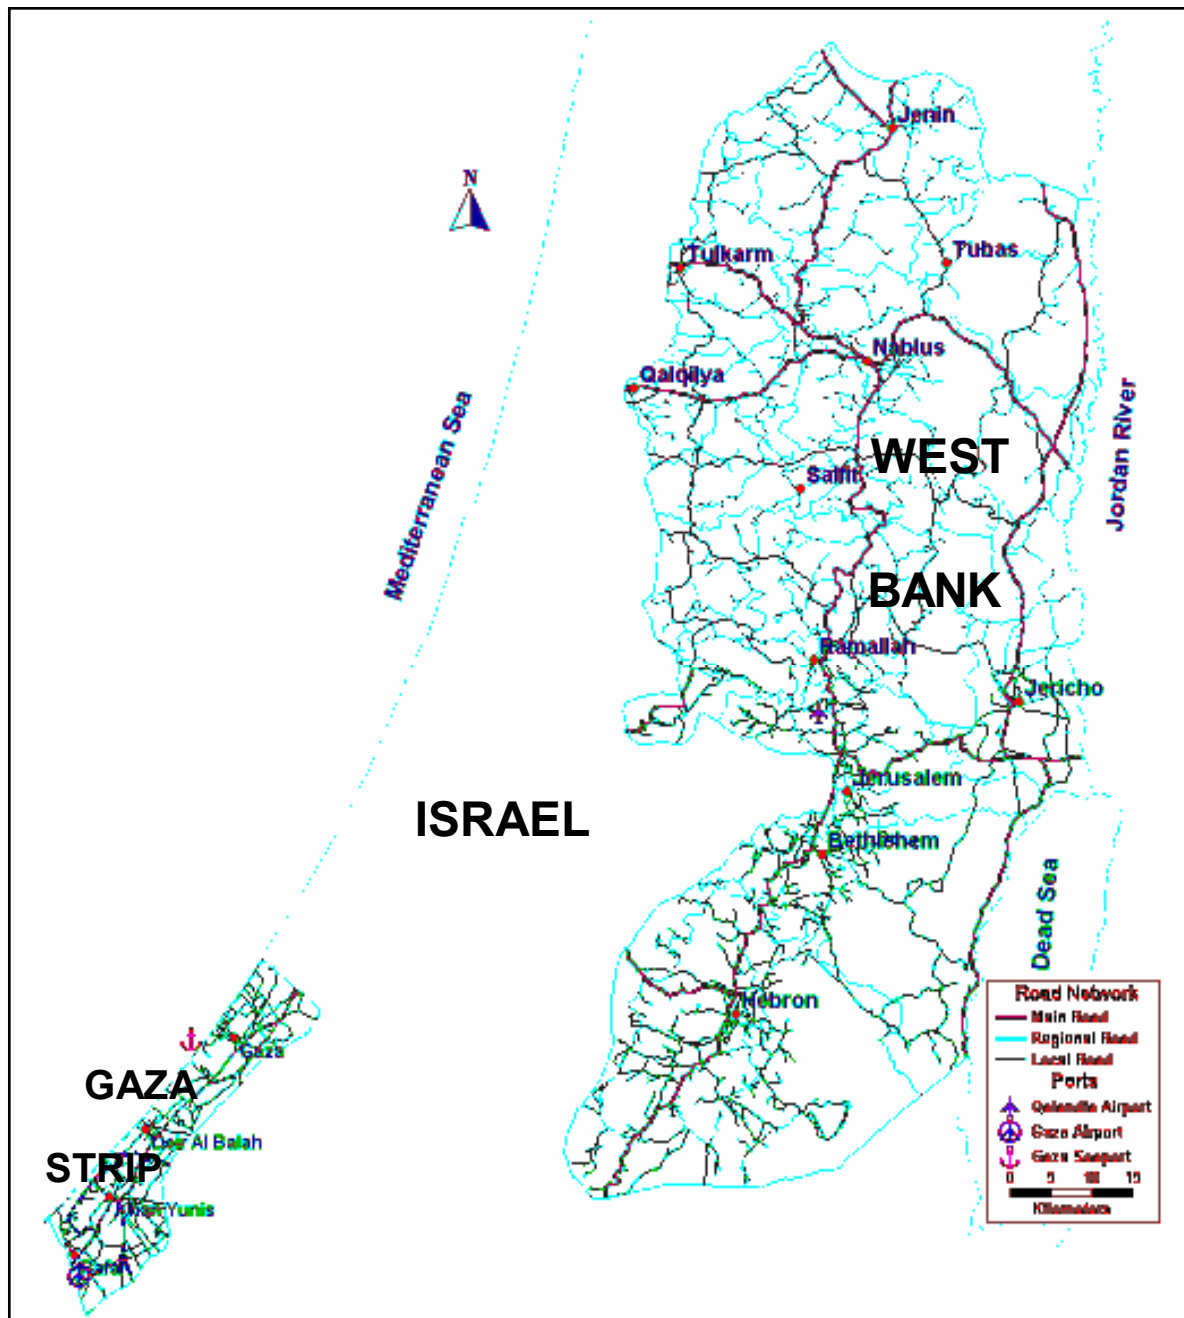 Jenin
N
Tulkarm
Tubas
Nablus
Qalqilya
Mediterranean Sea
WEST
Salfit
Jordan River
BANK
Ramallah
Jericho
Jerusalem
ISRAEL
Bethlehem
Dead Sea
Hebron
Gaza
GAZA
Deir Al Balah
STRIP
Khan Yunis
Rafah
Road Network
Main Road
Regional Road
Local Road
Ports
Qalandia Airport
Gaza Airport
Gaza Seaport
0 5 10 15
Kilometers